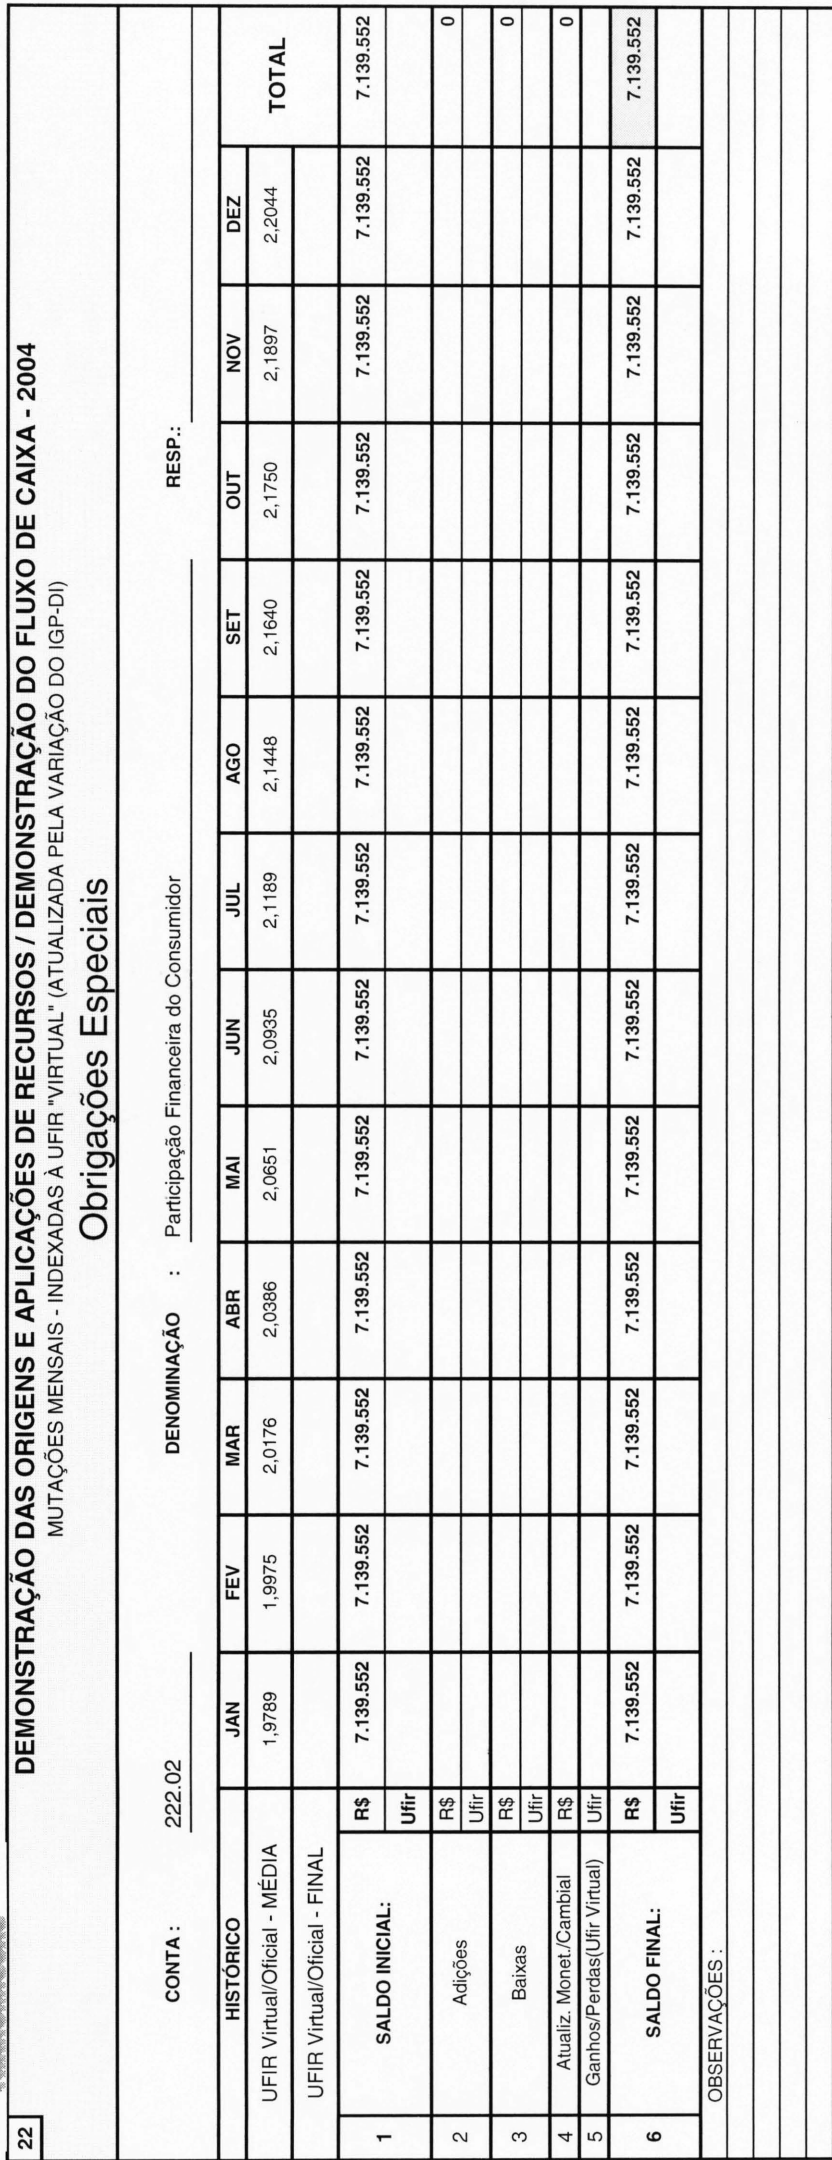 22
DEMONSTRAÇÃO DAS ORIGENS E APLICAÇÕES DE RECURSOS / DEMONSTRAÇÃO DO FLUXO DE CAIXA - 2004
MUTAÇÕES MENSAIS - INDEXADAS À UFIR "VIRTUAL" (ATUALIZADA PELA VARIAÇÃO DO IGP-DI)
Obrigações Especiais
CONTA : 222.02 DENOMINAÇÃO : Participação Financeira do Consumidor RESP.:
HISTÓRICO JAN FEV MAR ABR MAI JUN JUL AGO SET OUT NOV DEZ TOTAL
UFIR Virtual/Oficial - MÉDIA 1,9789 1,9975 2,0176 2,0386 2,0651 2,0935 2,1189 2,1448 2,1640 2,1750 2,1897 2,2044
UFIR Virtual/Oficial - FINAL
1 SALDO INICIAL: R$ 7.139.552 7.139.552 7.139.552 7.139.552 7.139.552 7.139.552 7.139.552 7.139.552 7.139.552 7.139.552 7.139.552 7.139.552 7.139.552
Ufir
2 Adições R$ 0
Ufir
3 Baixas R$ 0
Ufir
4 Atualiz. Monet./Cambial R$ 0
5 Ganhos/Perdas(Ufir Virtual) Ufir
6 SALDO FINAL: R$ 7.139.552 7.139.552 7.139.552 7.139.552 7.139.552 7.139.552 7.139.552 7.139.552 7.139.552 7.139.552 7.139.552 7.139.552 7.139.552
Ufir
OBSERVAÇÕES :